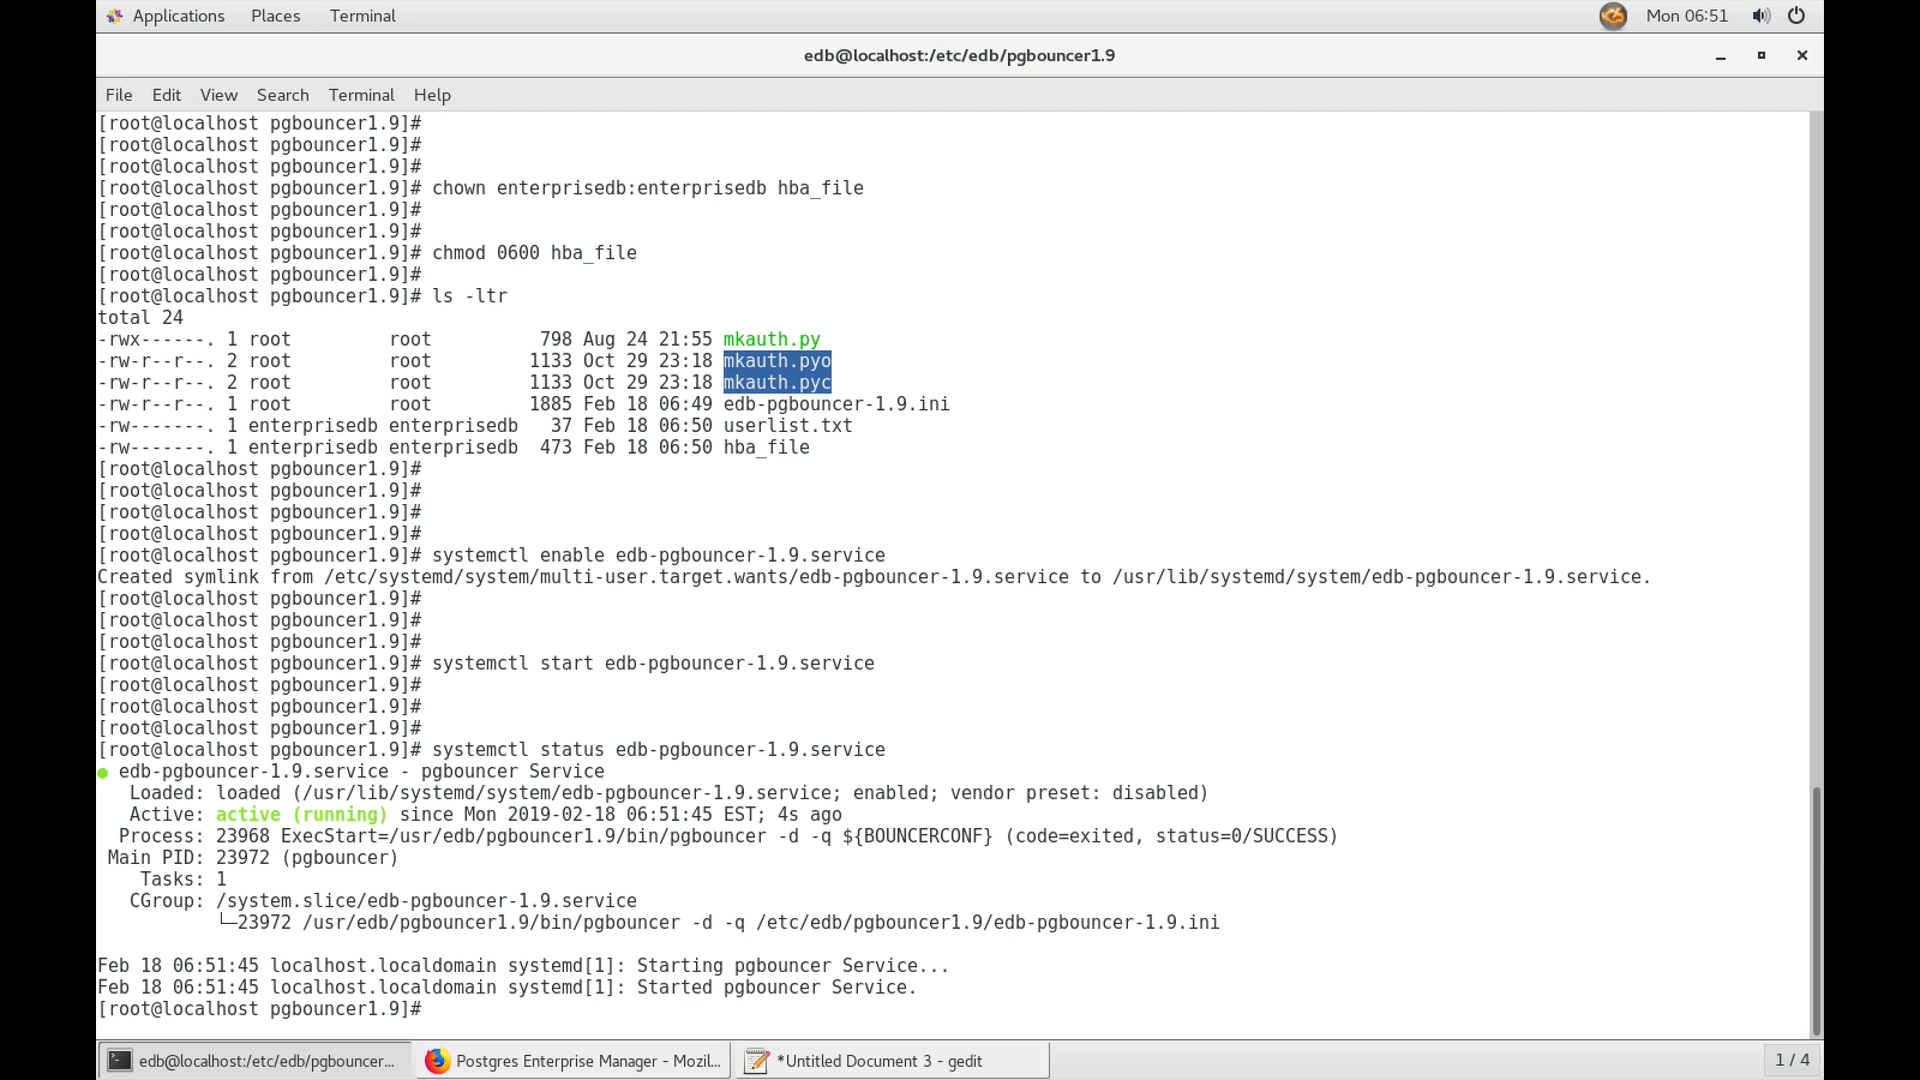 Applications Places Terminal Mon 06:51
edb@localhost:/etc/edb/pgbouncer1.9
File Edit View Search Terminal Help
[root@localhost pgbouncer1.9]#
[root@localhost pgbouncer1.9]#
[root@localhost pgbouncer1.9]#
[root@localhost pgbouncer1.9]# chown enterprisedb:enterprisedb hba_file
[root@localhost pgbouncer1.9]#
[root@localhost pgbouncer1.9]#
[root@localhost pgbouncer1.9]# chmod 0600 hba_file
[root@localhost pgbouncer1.9]#
[root@localhost pgbouncer1.9]# ls -ltr
total 24
-rwx------. 1 root         root          798 Aug 24 21:55 mkauth.py
-rw-r--r--. 2 root         root         1133 Oct 29 23:18 mkauth.pyo
-rw-r--r--. 2 root         root         1133 Oct 29 23:18 mkauth.pyc
-rw-r--r--. 1 root         root         1885 Feb 18 06:49 edb-pgbouncer-1.9.ini
-rw-------. 1 enterprisedb enterprisedb   37 Feb 18 06:50 userlist.txt
-rw-------. 1 enterprisedb enterprisedb  473 Feb 18 06:50 hba_file
[root@localhost pgbouncer1.9]#
[root@localhost pgbouncer1.9]#
[root@localhost pgbouncer1.9]#
[root@localhost pgbouncer1.9]#
[root@localhost pgbouncer1.9]# systemctl enable edb-pgbouncer-1.9.service
Created symlink from /etc/systemd/system/multi-user.target.wants/edb-pgbouncer-1.9.service to /usr/lib/systemd/system/edb-pgbouncer-1.9.service.
[root@localhost pgbouncer1.9]#
[root@localhost pgbouncer1.9]#
[root@localhost pgbouncer1.9]#
[root@localhost pgbouncer1.9]# systemctl start edb-pgbouncer-1.9.service
[root@localhost pgbouncer1.9]#
[root@localhost pgbouncer1.9]#
[root@localhost pgbouncer1.9]#
[root@localhost pgbouncer1.9]# systemctl status edb-pgbouncer-1.9.service
● edb-pgbouncer-1.9.service - pgbouncer Service
Loaded: loaded (/usr/lib/systemd/system/edb-pgbouncer-1.9.service; enabled; vendor preset: disabled)
Active: active (running) since Mon 2019-02-18 06:51:45 EST; 4s ago
Process: 23968 ExecStart=/usr/edb/pgbouncer1.9/bin/pgbouncer -d -q ${BOUNCERCONF} (code=exited, status=0/SUCCESS)
Main PID: 23972 (pgbouncer)
Tasks: 1
CGroup: /system.slice/edb-pgbouncer-1.9.service
└─23972 /usr/edb/pgbouncer1.9/bin/pgbouncer -d -q /etc/edb/pgbouncer1.9/edb-pgbouncer-1.9.ini
Feb 18 06:51:45 localhost.localdomain systemd[1]: Starting pgbouncer Service...
Feb 18 06:51:45 localhost.localdomain systemd[1]: Started pgbouncer Service.
[root@localhost pgbouncer1.9]#
edb@localhost:/etc/edb/pgbouncer... Postgres Enterprise Manager - Mozil... *Untitled Document 3 - gedit 1 / 4